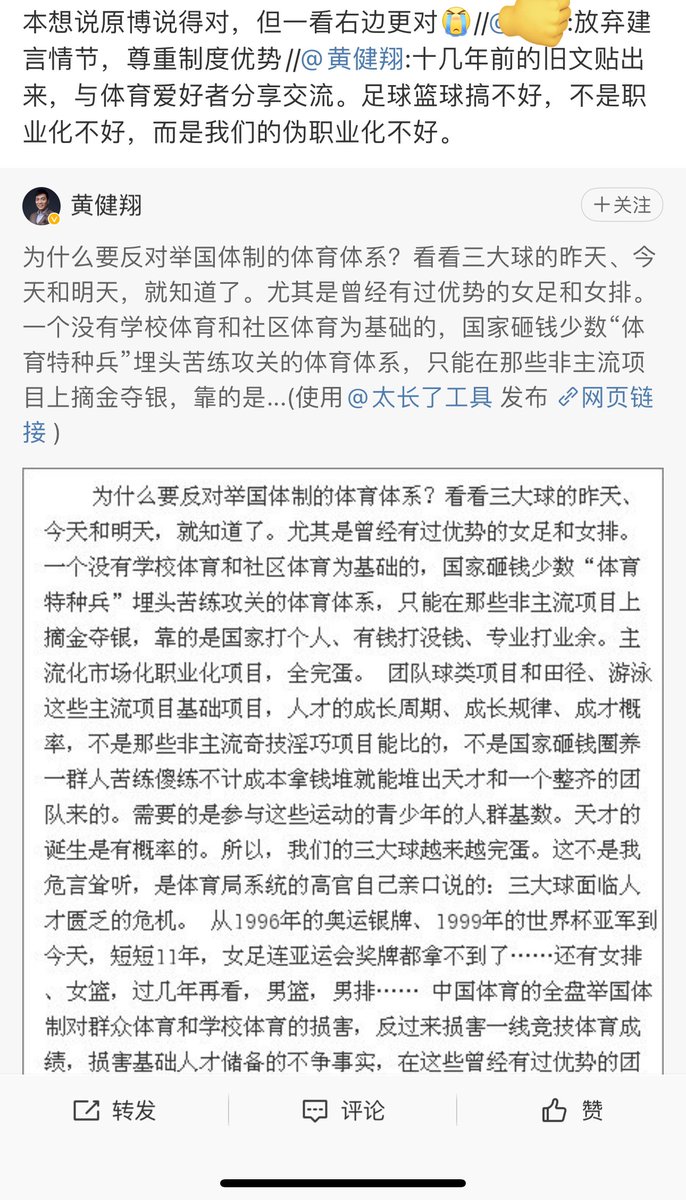 本想说原博说得对，但一看右边更对😭//@ :放弃建
言情节，尊重制度优势//@黄健翔:十几年前的旧文贴出
来，与体育爱好者分享交流。足球篮球搞不好，不是职
业化不好，而是我们的伪职业化不好。
黄健翔
+关注
为什么要反对举国体制的体育体系？看看三大球的昨天、今
天和明天，就知道了。尤其是曾经有过优势的女足和女排。
一个没有学校体育和社区体育为基础的，国家砸钱少数“体
育特种兵”埋头苦练攻关的体育体系，只能在那些非主流项
目上摘金夺银，靠的是...(使用@太长了工具 发布 网页链
接 )
为什么要反对举国体制的体育体系？看看三大球的昨天、
今天和明天，就知道了。尤其是曾经有过优势的女足和女排。
一个没有学校体育和社区体育为基础的，国家砸钱少数“体育
特种兵”埋头苦练攻关的体育体系，只能在那些非主流项目上
摘金夺银，靠的是国家打个人、有钱打没钱、专业打业余。主
流化市场化职业化项目，全完蛋。 团队球类项目和田径、游泳
这些主流项目基础项目，人才的成长周期、成长规律、成才概
率，不是那些非主流奇技淫巧项目能比的，不是国家砸钱圈养
一群人苦练傻练不计成本拿钱堆就能堆出天才和一个整齐的团
队来的。需要的是参与这些运动的青少年的人群基数。天才的
诞生是有概率的。所以，我们的三大球越来越完蛋。这不是我
危言耸听，是体育局系统的高官自己亲口说的：三大球面临人
才匮乏的危机。 从1996年的奥运银牌、1999年的世界杯亚军到
今天，短短11年，女足连亚运会奖牌都拿不到了……还有女排
、女篮，过几年再看，男篮，男排…… 中国体育的全盘举国体
制对群众体育和学校体育的损害，反过来损害一线竞技体育成
绩，损害基础人才储备的不争事实，在这些曾经有过优势的团
转发
评论
赞